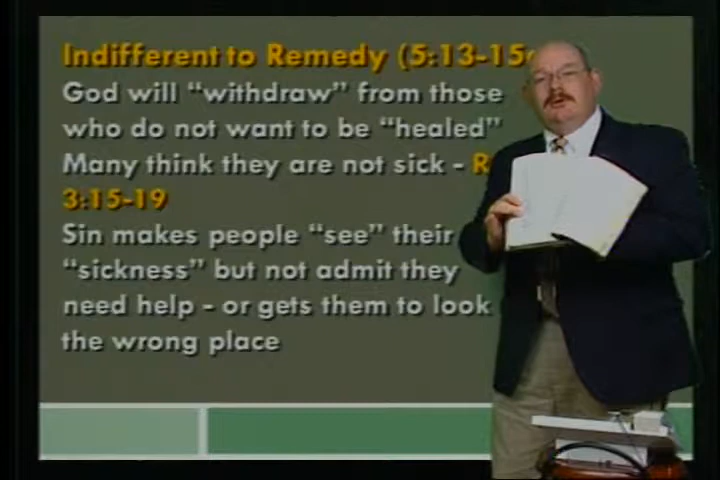 Indifferent to Remedy (5:13-15
God will “withdraw” from those
who do not want to be “healed”
Many think they are not sick - R
3:15-19
Sin makes people “see” their
“sickness” but not admit they
need help - or gets them to look
the wrong place